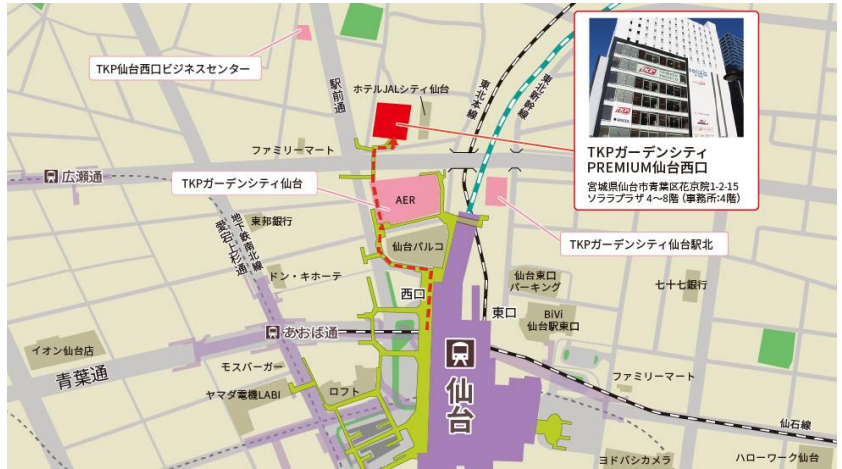 TKP仙台西口ビジネスセンター
駅前通
ホテルJALシティ仙台
東北本線
東北新幹線
TKP
TKPガーデンシティ
PREMIUM仙台西口
宮城県仙台市青葉区花京院1-2-15
ソララプラザ 4〜8階 (事務所:4階)
ファミリーマート
広瀬通
TKPガーデンシティ仙台
AER
東邦銀行
地下鉄南北線
愛宕上杉通
仙台パルコ
TKPガーデンシティ仙台駅北
ドン・キホーテ
西口
仙台東口
パーキング
七十七銀行
東口
BiVi
仙台駅東口
あおば通
イオン仙台店
青葉通
モスバーガー
ヤマダ電機LABI
ロフト
仙台
ファミリーマート
仙石線
ヨドバシカメラ
ハローワーク仙台